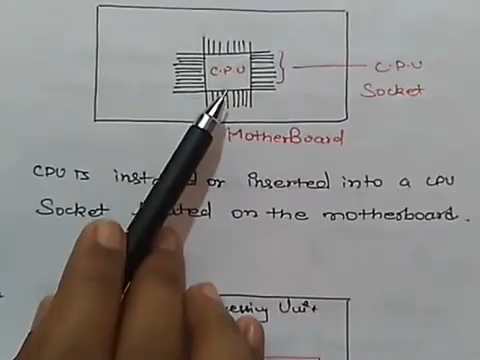 C.P.U
C.P.U
Socket
MotherBoard
CPU is or inserted into a CPU
Socket on the motherboard.
Unit